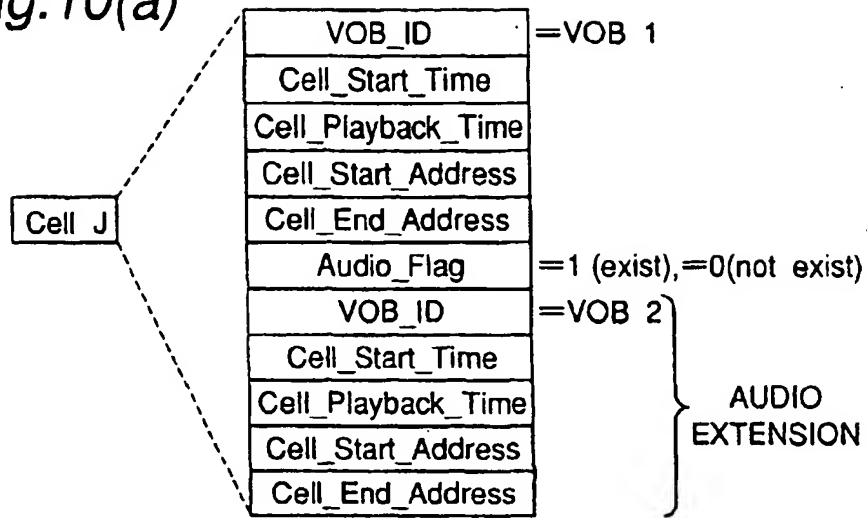 ig.10(a)
VOB_ID =VOB 1
Cell_Start_Time
Cell_Playback_Time
Cell_Start_Address
Cell J
Cell_End_Address
Audio_Flag =1 (exist),=0(not exist)
VOB_ID =VOB 2
Cell_Start_Time
Cell_Playback_Time
AUDIO
EXTENSION
Cell_Start_Address
Cell_End_Address